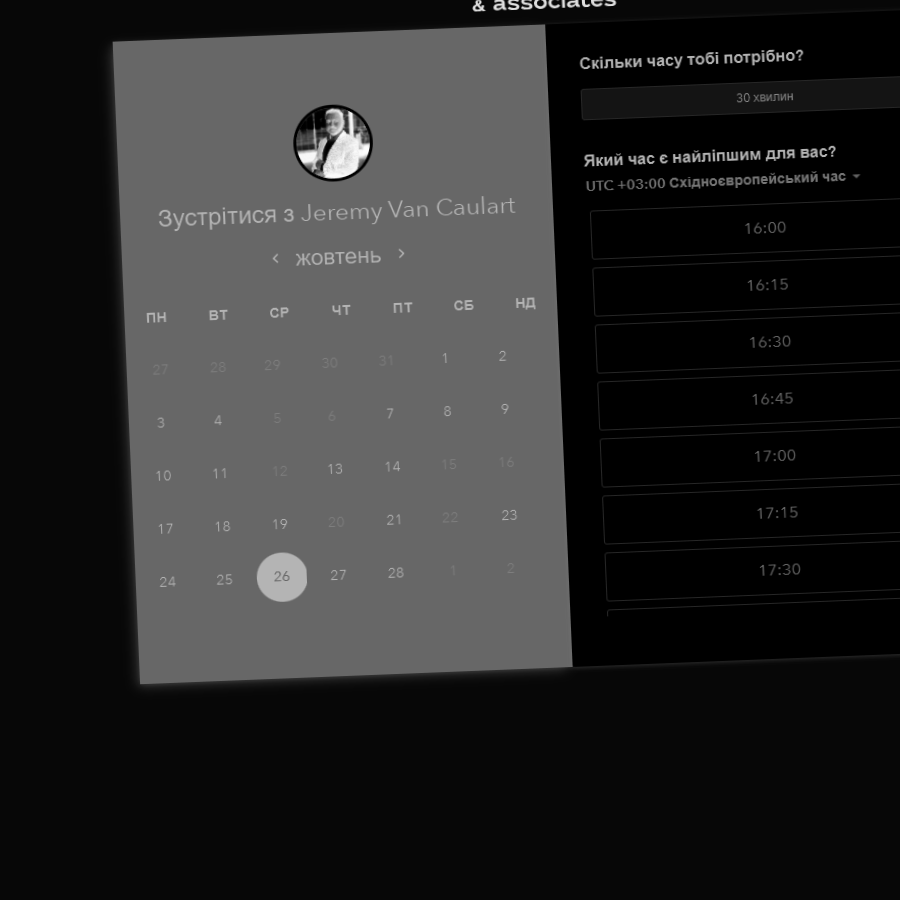 & associates
Зустрітися з Jeremy Van Caulart
жовтень
ПН ВТ СР ЧТ ПТ СБ НД
27 28 29 30 31 1 2
3 4 5 6 7 8 9
10 11 12 13 14 15 16
17 18 19 20 21 22 23
24 25 26 27 28 1 2
Скільки часу тобі потрібно?
30 хвилин
Який час є найліпшим для вас?
UTC +03:00 Східноєвропейський час
16:00
16:15
16:30
16:45
17:00
17:15
17:30